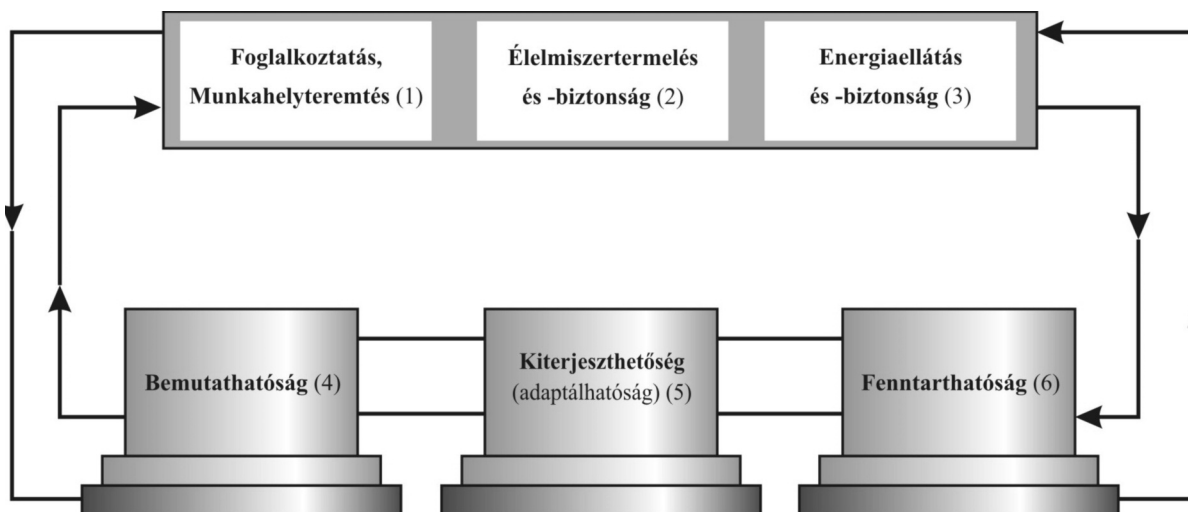 Foglalkoztatás,
Munkahelyteremtés (1)
Élelmiszertermelés
és -biztonság (2)
Energiaellátás
és -biztonság (3)
Bemutathatóság (4)
Kiterjeszthetőség
(adaptálhatóság) (5)
Fenntarthatóság (6)